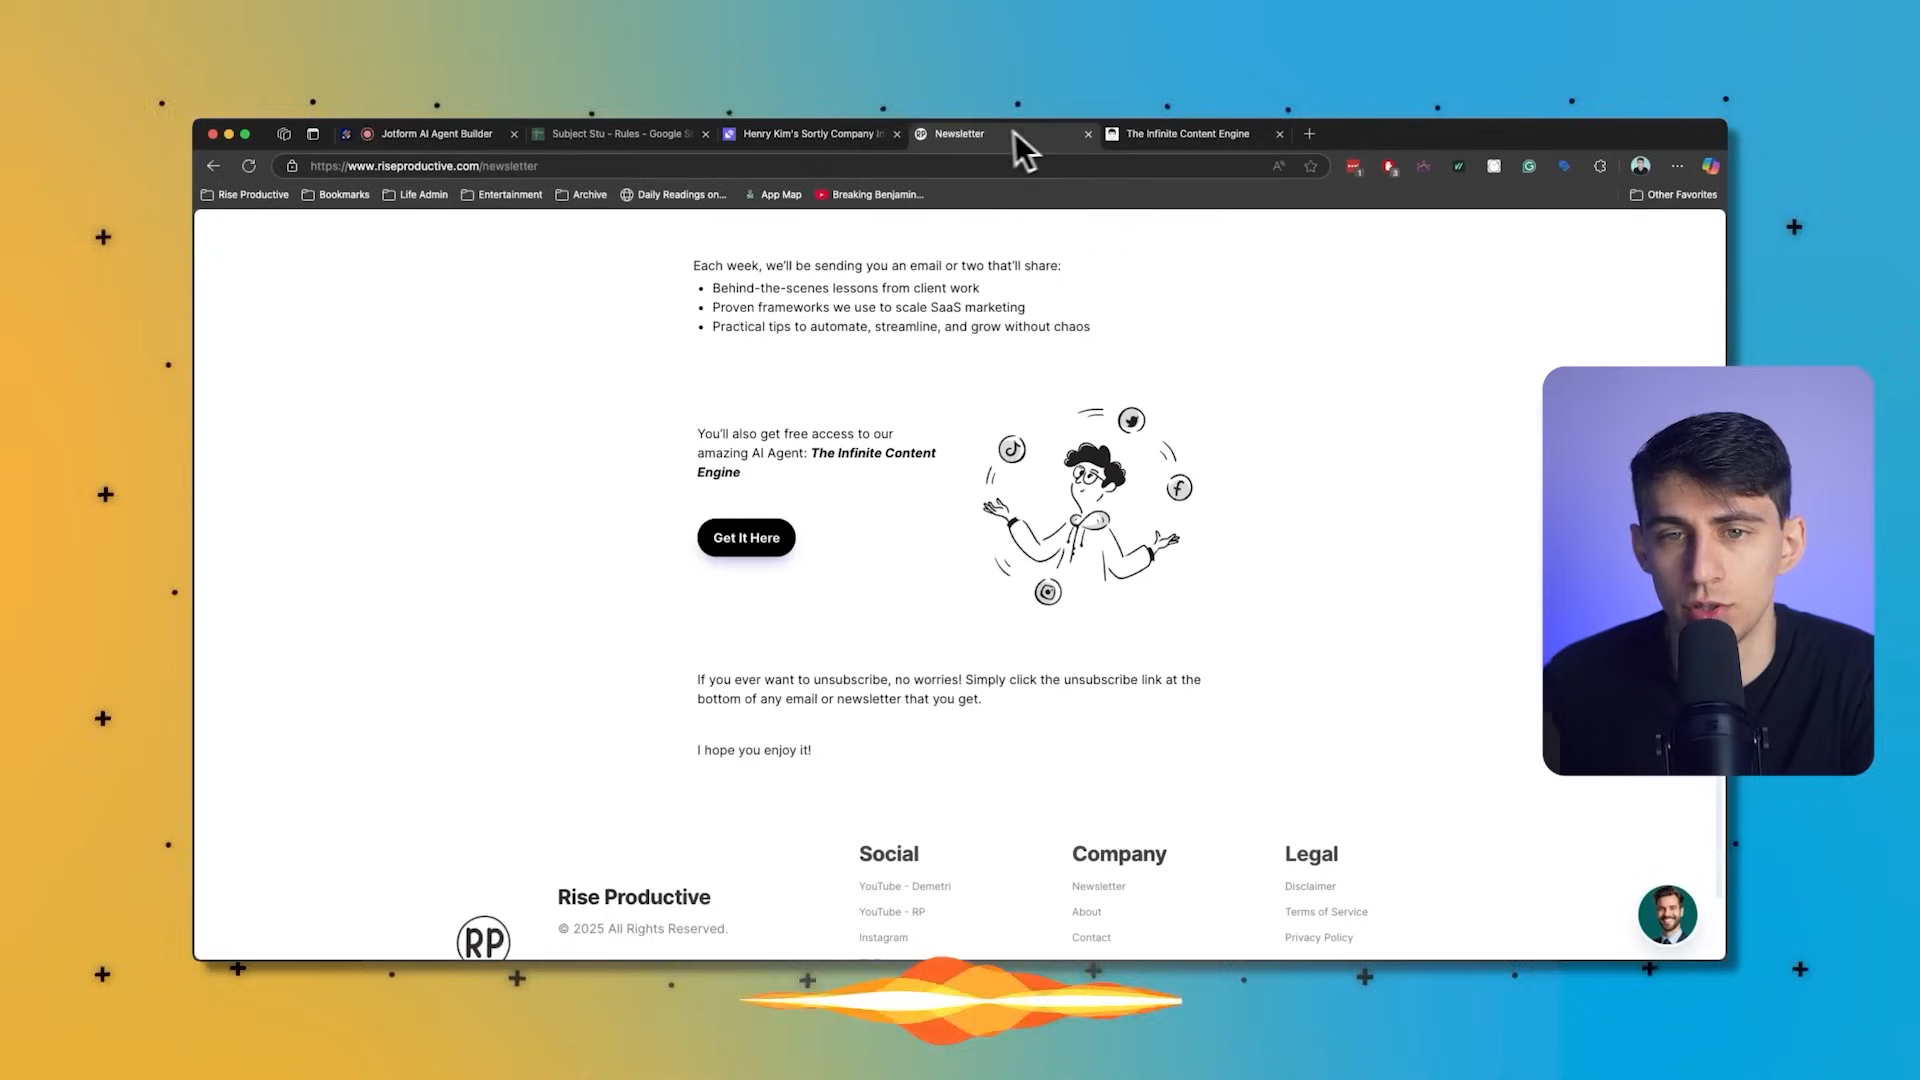 Jotform AI Agent Builder
Subject Stu - Rules - Google S
Henry Kim's Sortly Company In
RP Newsletter
The Infinite Content Engine
https://www.riseproductive.com/newsletter
Rise Productive
Bookmarks
Life Admin
Entertainment
Archive
Daily Readings on...
App Map
Breaking Benjamin...
Other Favorites
Each week, we'll be sending you an email or two that'll share:
• Behind-the-scenes lessons from client work
• Proven frameworks we use to scale SaaS marketing
• Practical tips to automate, streamline, and grow without chaos
You'll also get free access to our
amazing AI Agent: The Infinite Content
Engine
Get It Here
If you ever want to unsubscribe, no worries! Simply click the unsubscribe link at the
bottom of any email or newsletter that you get.
I hope you enjoy it!
RP
Rise Productive
© 2025 All Rights Reserved.
Social
YouTube - Demetri
YouTube - RP
Instagram
Company
Newsletter
About
Contact
Legal
Disclaimer
Terms of Service
Privacy Policy